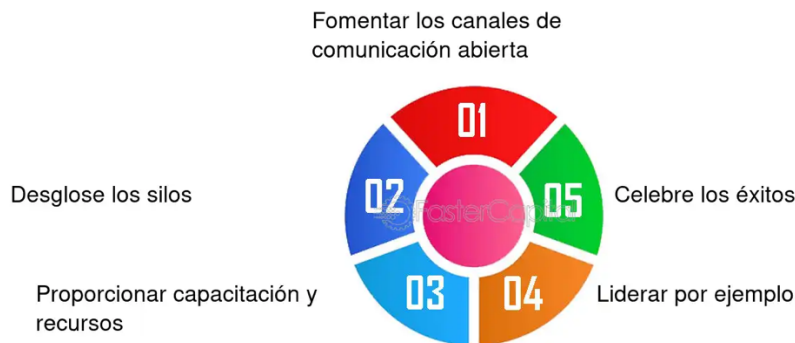 Fomentar los canales de
comunicación abierta
01
02
05
Desglose los silos
Celebre los éxitos
FasterCapital
03
04
Proporcionar capacitación y
recursos
Liderar por ejemplo